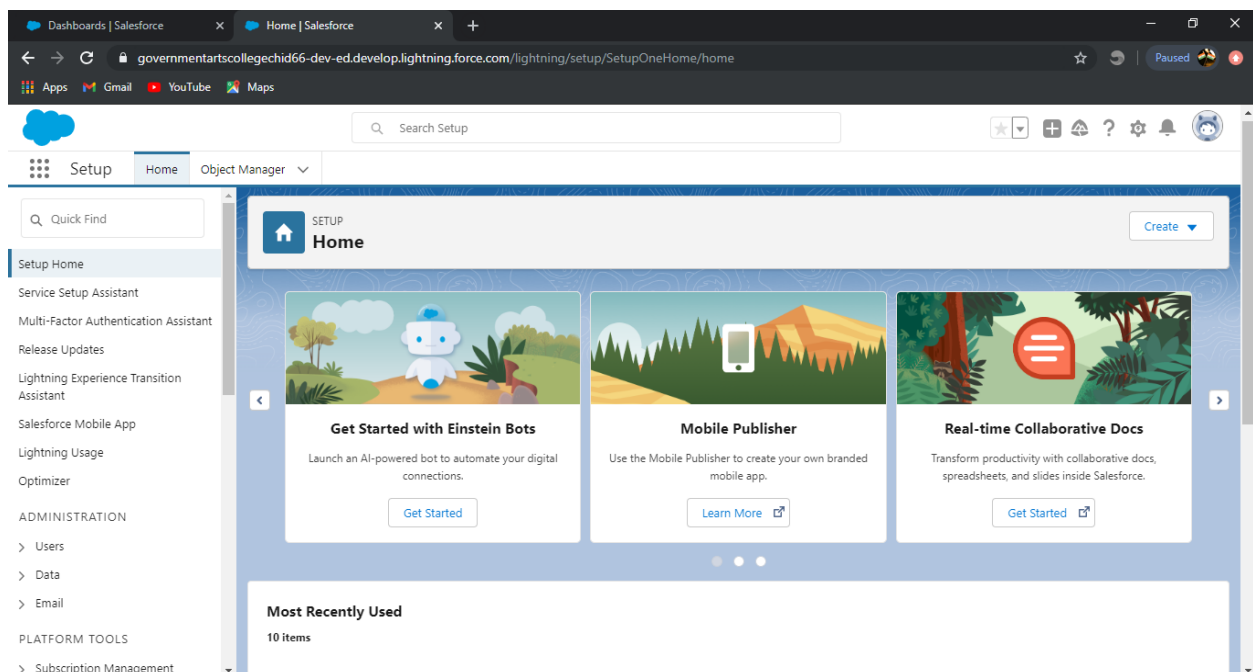 Dashboards | Salesforce
Home | Salesforce
governmentartscollegechid66-dev-ed.develop.lightning.force.com/lightning/setup/SetupOneHome/home
Paused
Apps
Gmail
YouTube
Maps
Search Setup
Setup
Home
Object Manager
Quick Find
Setup Home
Service Setup Assistant
Multi-Factor Authentication Assistant
Release Updates
Lightning Experience Transition
Assistant
Salesforce Mobile App
Lightning Usage
Optimizer
ADMINISTRATION
Users
Data
Email
PLATFORM TOOLS
Subscription Management
SETUP
Home
Create
Get Started with Einstein Bots
Launch an AI-powered bot to automate your digital
connections.
Get Started
Mobile Publisher
Use the Mobile Publisher to create your own branded
mobile app.
Learn More
Real-time Collaborative Docs
Transform productivity with collaborative docs,
spreadsheets, and slides inside Salesforce.
Get Started
Most Recently Used
10 items